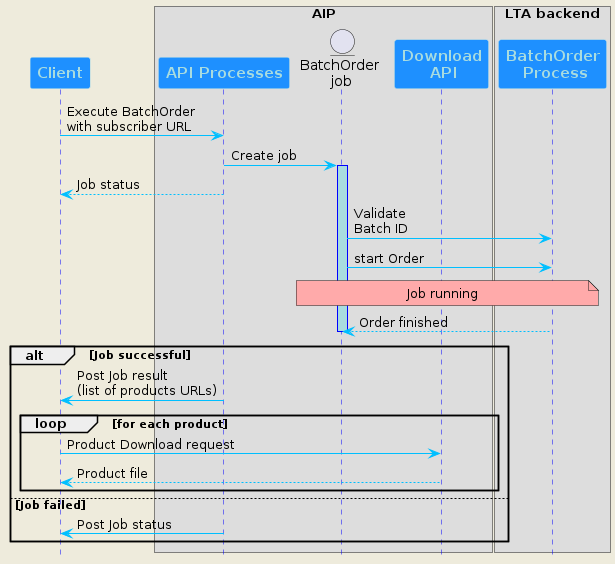 AIP
LTA backend
Client
API Processes
BatchOrder
job
Download
API
BatchOrder
Process
Execute BatchOrder
with subscriber URL
Create job
Job status
Validate
Batch ID
start Order
Job running
Order finished
alt
[Job successful]
Post Job result
(list of products URLs)
loop
[for each product]
Product Download request
Product file
[Job failed]
Post Job status